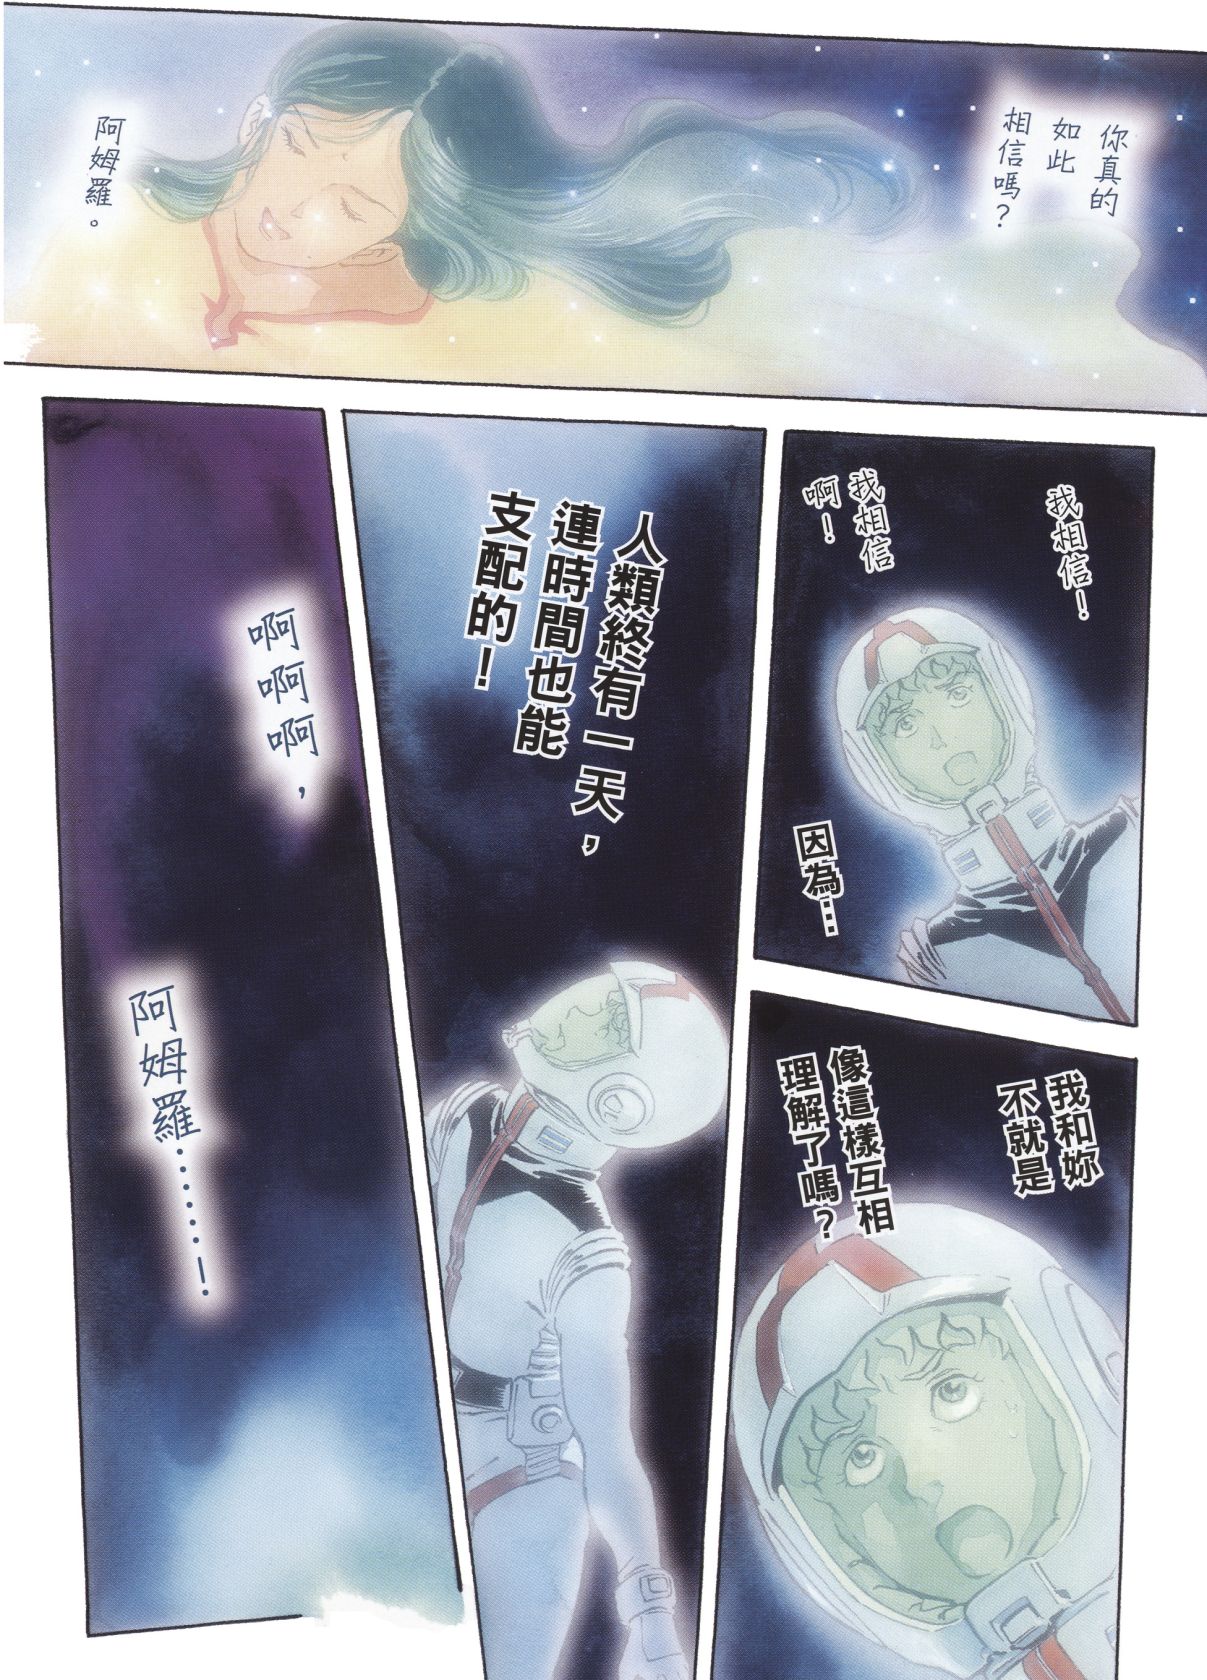 你真的
如此
相信嗎？
阿姆羅。
我相信！
我相信
啊！
因為…
我和妳
不就是
像這樣互相
理解了嗎？
人類終有一天，
連時間也能
支配的！
啊啊啊，
阿姆羅……！